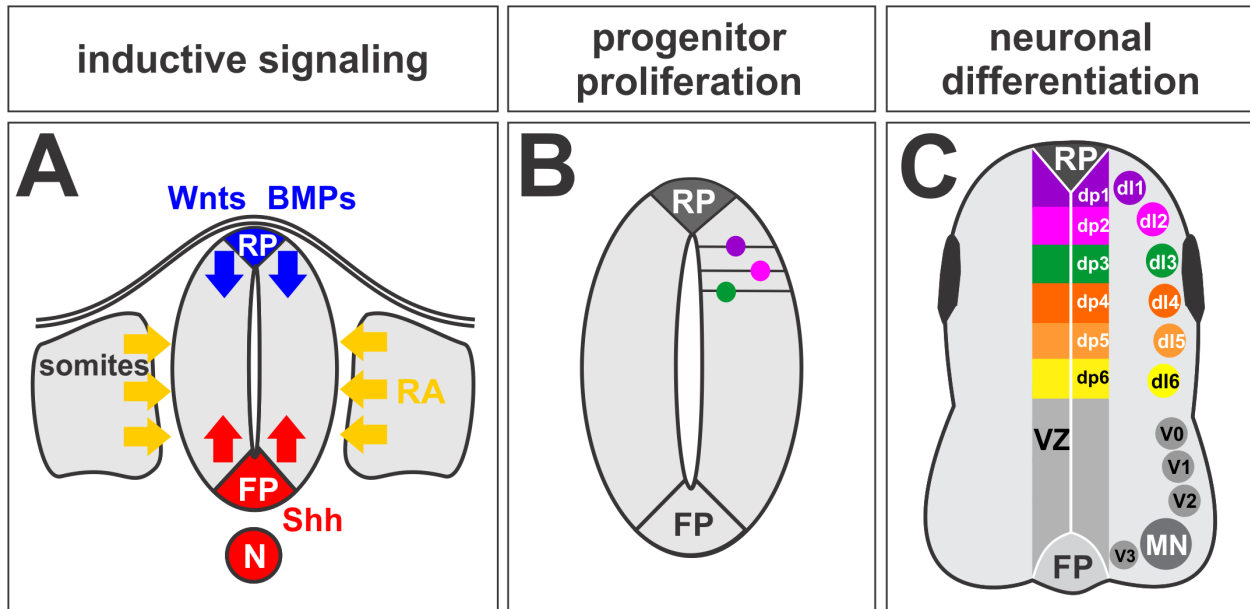 inductive signaling
progenitor
proliferation
neuronal
differentiation
A
Wnts BMPs
RP
somites
RA
FP
Shh
N
B
RP
FP
C
RP
dp1 dI1
dp2 dI2
dp3 dI3
dp4 dI4
dp5 dI5
dp6 dI6
VZ
V0
V1
V2
MN
V3
FP